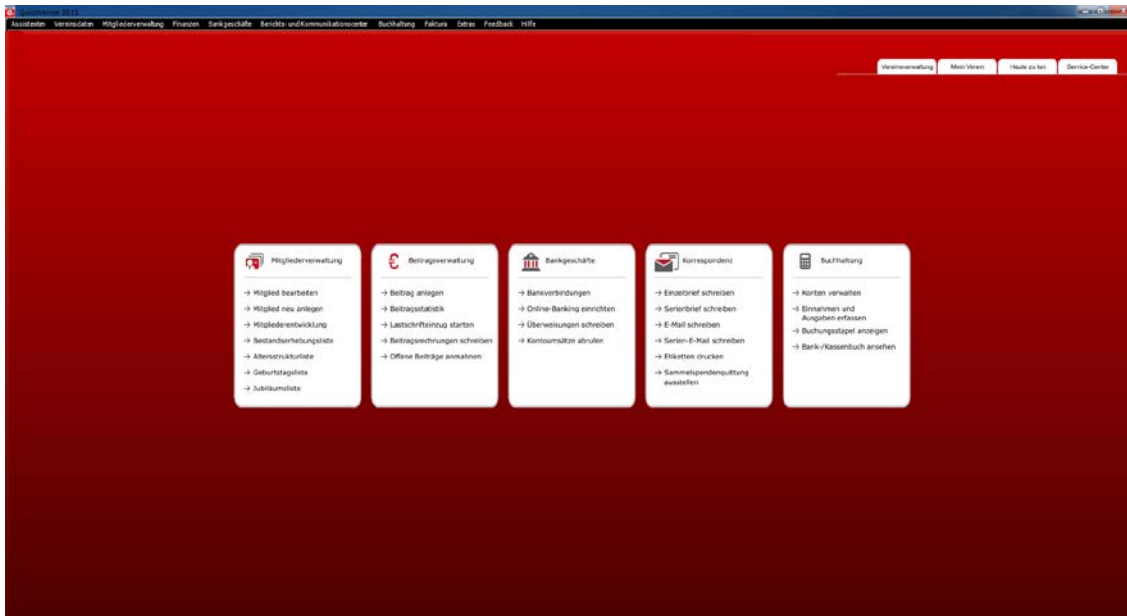 QuickVerein 2015
Assistenten Vereinsdaten Mitgliederverwaltung Finanzen Bankgeschäfte Berichts- und Kommunikationscenter Buchhaltung Faktura Extras Feedback Hilfe
Vereinsverwaltung Mein Verein Heute zu tun Service-Center
Mitgliederverwaltung
→ Mitglied bearbeiten
→ Mitglied neu anlegen
→ Mitgliederentwicklung
→ Bestandserhebungsliste
→ Altersstrukturliste
→ Geburtstagsliste
→ Jubiläumsliste
Beitragsverwaltung
→ Beitrag anlegen
→ Beitragsstatistik
→ Lastschrifteinzug starten
→ Beitragsrechnungen schreiben
→ Offene Beiträge anmahnen
Bankgeschäfte
→ Bankverbindungen
→ Online-Banking einrichten
→ Überweisungen schreiben
→ Kontoumsätze abrufen
Korrespondenz
→ Einzelbrief schreiben
→ Serienbrief schreiben
→ E-Mail schreiben
→ Serien-E-Mail schreiben
→ Etiketten drucken
→ Sammelspendenquittung
ausstellen
Buchhaltung
→ Konten verwalten
→ Einnahmen und
Ausgaben erfassen
→ Buchungsstapel anzeigen
→ Bank-/Kassenbuch ansehen